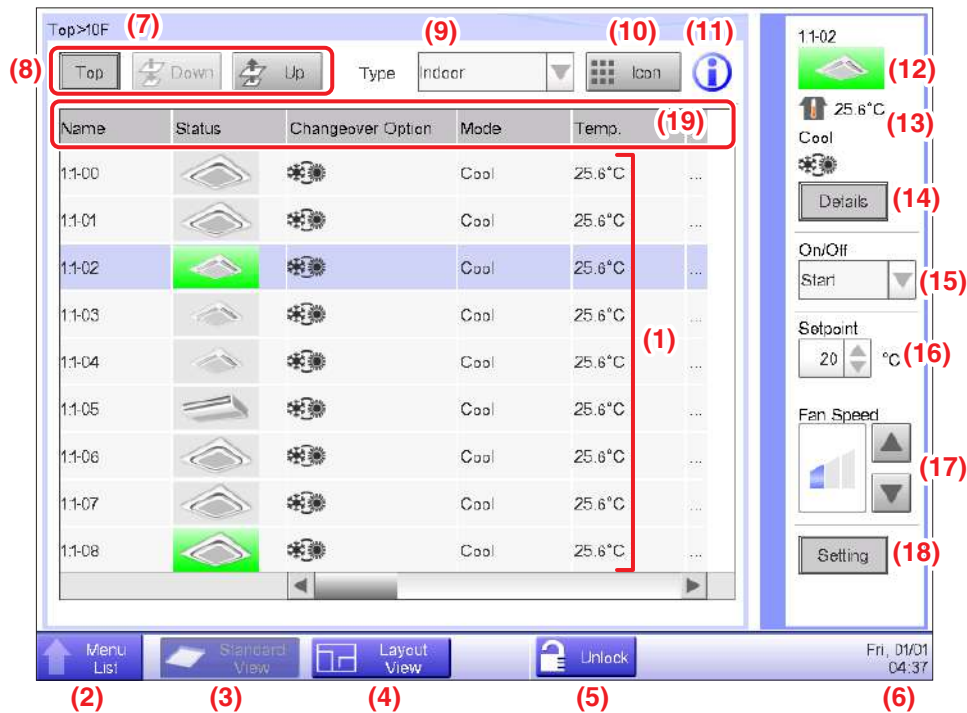 Top>10F
(7)
(8) Top Down Up Type (9) Indoor (10) Icon (11)
Name Status Changeover Option Mode Temp. (19)
1:1-00 Cool 25.6°C ...
1:1-01 Cool 25.6°C ...
1:1-02 Cool 25.6°C ...
1:1-03 Cool 25.6°C ...
1:1-04 Cool 25.6°C ...
1:1-05 Cool 25.6°C ...
1:1-06 Cool 25.6°C ...
1:1-07 Cool 25.6°C ...
1:1-08 Cool 25.6°C ...
(1)
1:1-02
(12)
25.6°C
(13)
Cool
Details (14)
On/Off
Start (15)
Setpoint
20 °C (16)
Fan Speed
(17)
Setting (18)
Menu List
Standard View
Layout View
Unlock
Fri, 01/01
04:37
(2) (3) (4) (5) (6)